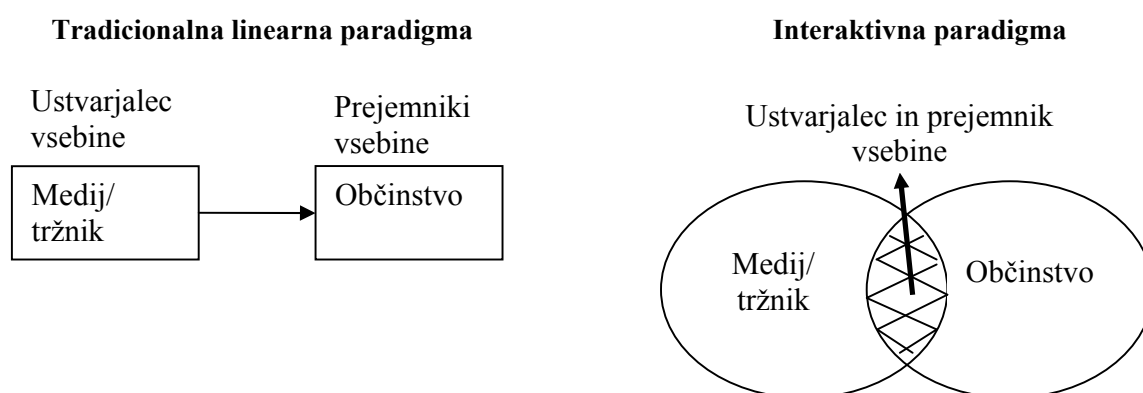 Tradicionalna linearna paradigma
Ustvarjalec
vsebine
Prejemniki
vsebine
Medij/
tržnik
Občinstvo
Interaktivna paradigma
Ustvarjalec in prejemnik
vsebine
Medij/
tržnik
Občinstvo